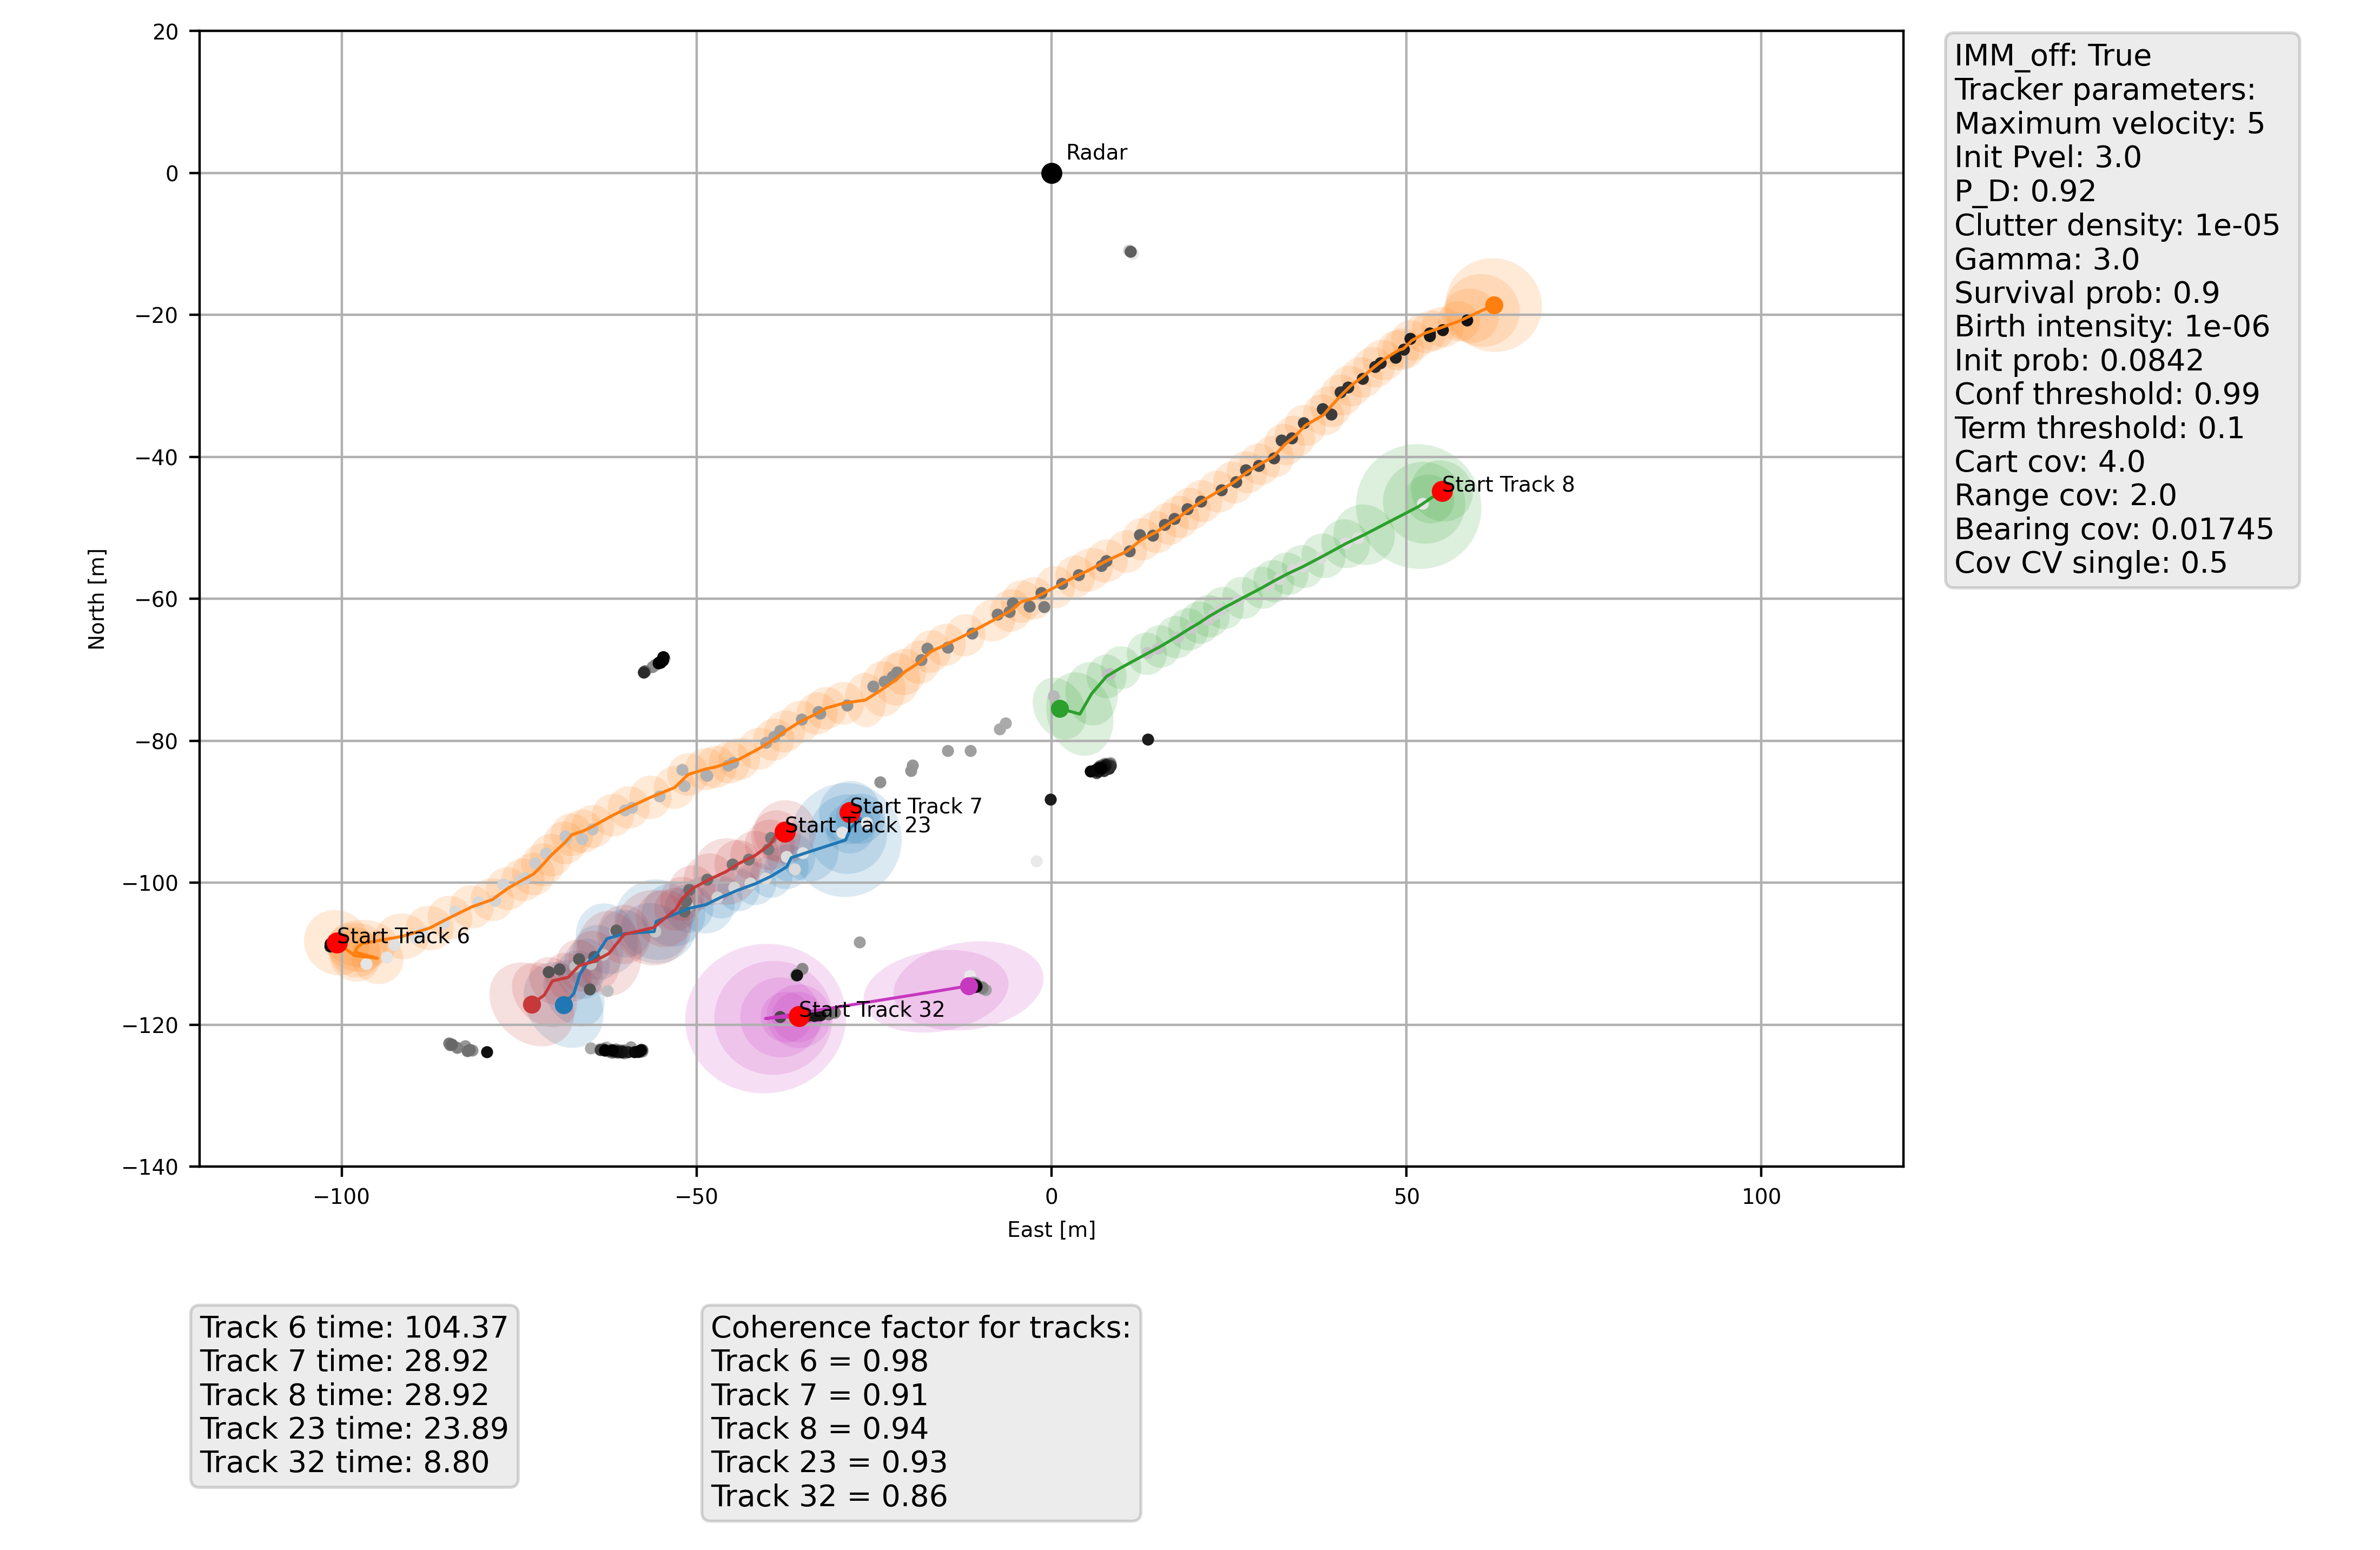 20
0
−20
−40
−60
−80
−100
−120
−140
North [m]
−100
−50
0
50
100
East [m]
Radar
Start Track 8
Start Track 7
Start Track 23
Start Track 6
Start Track 32
IMM_off: True
Tracker parameters:
Maximum velocity: 5
Init Pvel: 3.0
P_D: 0.92
Clutter density: 1e-05
Gamma: 3.0
Survival prob: 0.9
Birth intensity: 1e-06
Init prob: 0.0842
Conf threshold: 0.99
Term threshold: 0.1
Cart cov: 4.0
Range cov: 2.0
Bearing cov: 0.01745
Cov CV single: 0.5
Track 6 time: 104.37
Track 7 time: 28.92
Track 8 time: 28.92
Track 23 time: 23.89
Track 32 time: 8.80
Coherence factor for tracks:
Track 6 = 0.98
Track 7 = 0.91
Track 8 = 0.94
Track 23 = 0.93
Track 32 = 0.86